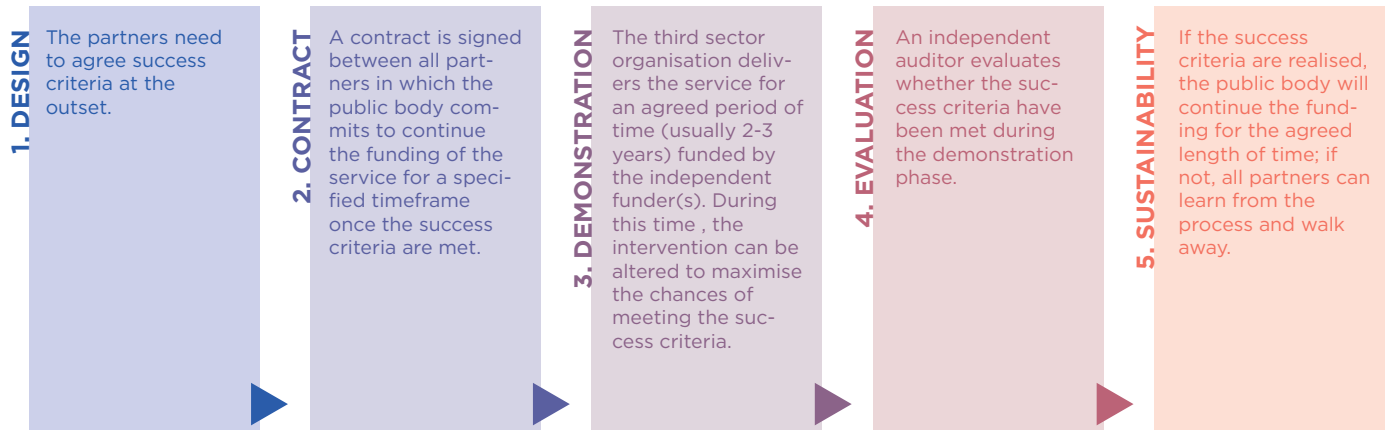 1. DESIGN
The partners need
to agree success
criteria at the
outset.
2. CONTRACT
A contract is signed
between all part-
ners in which the
public body com-
mits to continue
the funding of the
service for a speci-
fied timeframe
once the success
criteria are met.
3. DEMONSTRATION
The third sector
organisation deliv-
ers the service for
an agreed period of
time (usually 2-3
years) funded by
the independent
funder(s). During
this time , the
intervention can be
altered to maximise
the chances of
meeting the suc-
cess criteria.
4. EVALUATION
An independent
auditor evaluates
whether the suc-
cess criteria have
been met during
the demonstration
phase.
5. SUSTAINABILITY
If the success
criteria are realised,
the public body will
continue the fund-
ing for the agreed
length of time; if
not, all partners can
learn from the
process and walk
away.